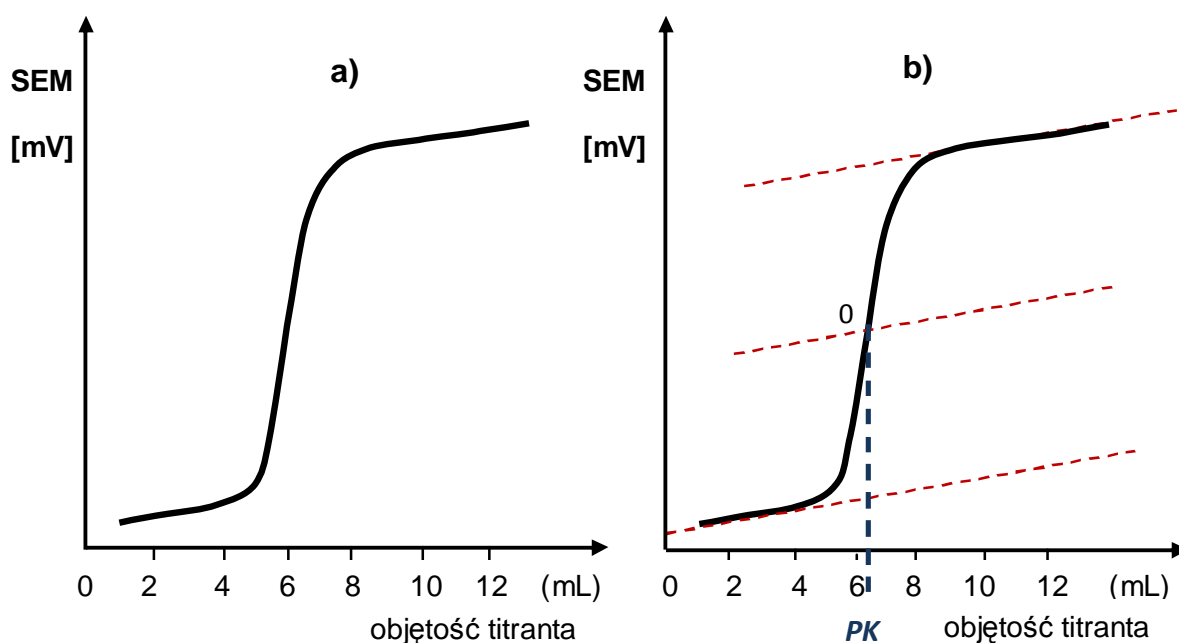 a)
SEM
[mV]
0 2 4 6 8 10 12 (mL)
objętość titranta
b)
SEM
[mV]
0
0 2 4 6 8 10 12 (mL)
PK
objętość titranta